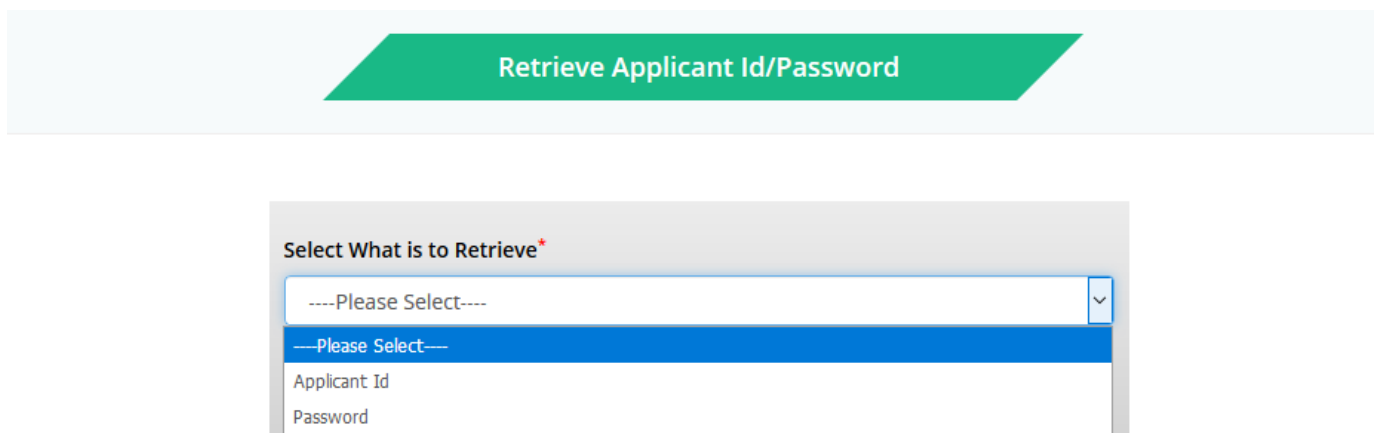 Retrieve Applicant Id/Password
Select What is to Retrieve*
----Please Select----
----Please Select----
Applicant Id
Password